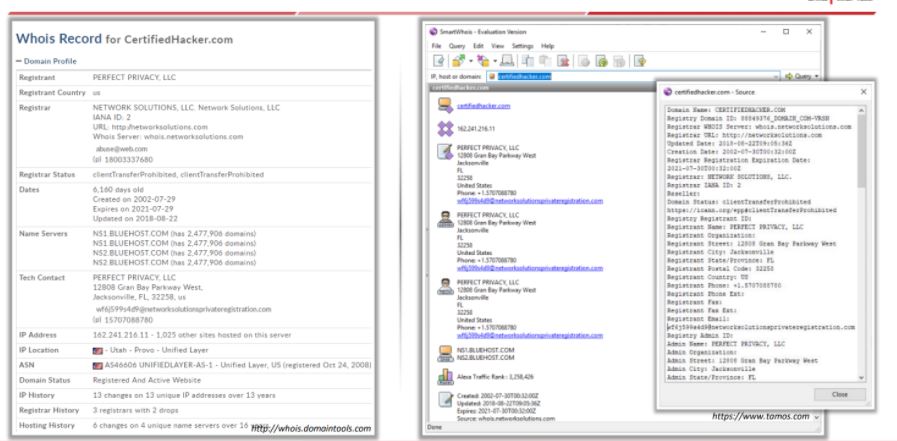 Whois Record for CertifiedHacker.com
− Domain Profile
Registrant PERFECT PRIVACY, LLC
Registrant Country us
Registrar NETWORK SOLUTIONS, LLC. Network Solutions, LLC
IANA ID: 2
URL: http://networksolutions.com
Whois Server: whois.networksolutions.com
abuse@web.com
(p) 18003337680
Registrar Status clientTransferProhibited, clientTransferProhibited
Dates 6,160 days old
Created on 2002-07-29
Expires on 2021-07-29
Updated on 2018-08-22
Name Servers NS1.BLUEHOST.COM (has 2,477,906 domains)
NS1.BLUEHOST.COM (has 2,477,906 domains)
NS2.BLUEHOST.COM (has 2,477,906 domains)
NS2.BLUEHOST.COM (has 2,477,906 domains)
Tech Contact PERFECT PRIVACY, LLC
12808 Gran Bay Parkway West,
Jacksonville, FL, 32258, us
wf6j599s4d9@networksolutionsprivateregistration.com
(p) 15707088780
IP Address 162.241.216.11 - 1,025 other sites hosted on this server
IP Location - Utah - Provo - Unified Layer
ASN AS46606 UNIFIEDLAYER-AS-1 - Unified Layer, US (registered Oct 24, 2008)
Domain Status Registered And Active Website
IP History 13 changes on 13 unique IP addresses over 13 years
Registrar History 3 registrars with 2 drops
Hosting History 6 changes on 4 unique name servers over 16
http://whois.domaintools.com
SmartWhois - Evaluation Version
File Query Edit View Settings Help
IP, host or domain: certifiedhacker.com Query
certifiedhacker.com
certifiedhacker.com
162.241.216.11
PERFECT PRIVACY, LLC
12808 Gran Bay Parkway West
Jacksonville
FL
32258
United States
Phone: +1.5707088780
PERFECT PRIVACY, LLC
12808 Gran Bay Parkway West
Jacksonville
FL
32258
United States
Phone: +1.5707088780
PERFECT PRIVACY, LLC
12808 Gran Bay Parkway West
Jacksonville
FL
32258
United States
Phone: +1.5707088780
NS1.BLUEHOST.COM
NS2.BLUEHOST.COM
Alexa Traffic Rank: 3,258,426
Created: 2002-07-30T00:32:00Z
Updated: 2018-08-22T09:05:36Z
Expires: 2021-07-30T00:32:00Z
Source: whois.networksolutions.com
Done
certifiedhacker.com - Source
Domain Name: CERTIFIEDHACKER.COM
Registry Domain ID: 88849376_DOMAIN_COM-VRSN
Registrar WHOIS Server: whois.networksolutions.com
Registrar URL: http://networksolutions.com
Updated Date: 2018-08-22T09:05:36Z
Creation Date: 2002-07-30T00:32:00Z
Registrar Registration Expiration Date:
2021-07-30T00:32:00Z
Registrar: NETWORK SOLUTIONS, LLC.
Registrar IANA ID: 2
Reseller:
Domain Status: clientTransferProhibited
https://icann.org/epp#clientTransferProhibited
Registry Registrant ID:
Registrant Name: PERFECT PRIVACY, LLC
Registrant Organization:
Registrant Street: 12808 Gran Bay Parkway West
Registrant City: Jacksonville
Registrant State/Province: FL
Registrant Postal Code: 32258
Registrant Country: US
Registrant Phone: +1.5707088780
Registrant Phone Ext:
Registrant Fax:
Registrant Fax Ext:
Registrant Email:
Registry Admin ID:
Admin Name: PERFECT PRIVACY, LLC
Admin Organization:
Admin Street: 12808 Gran Bay Parkway West
Admin City: Jacksonville
Admin State/Province: FL
Close
https://www.tamos.com